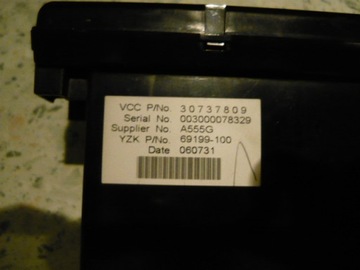 VCC P/No. 30737809
Serial No. 003000078329
Supplier No. A555G
YZK P/No. 69199-100
Date 060731